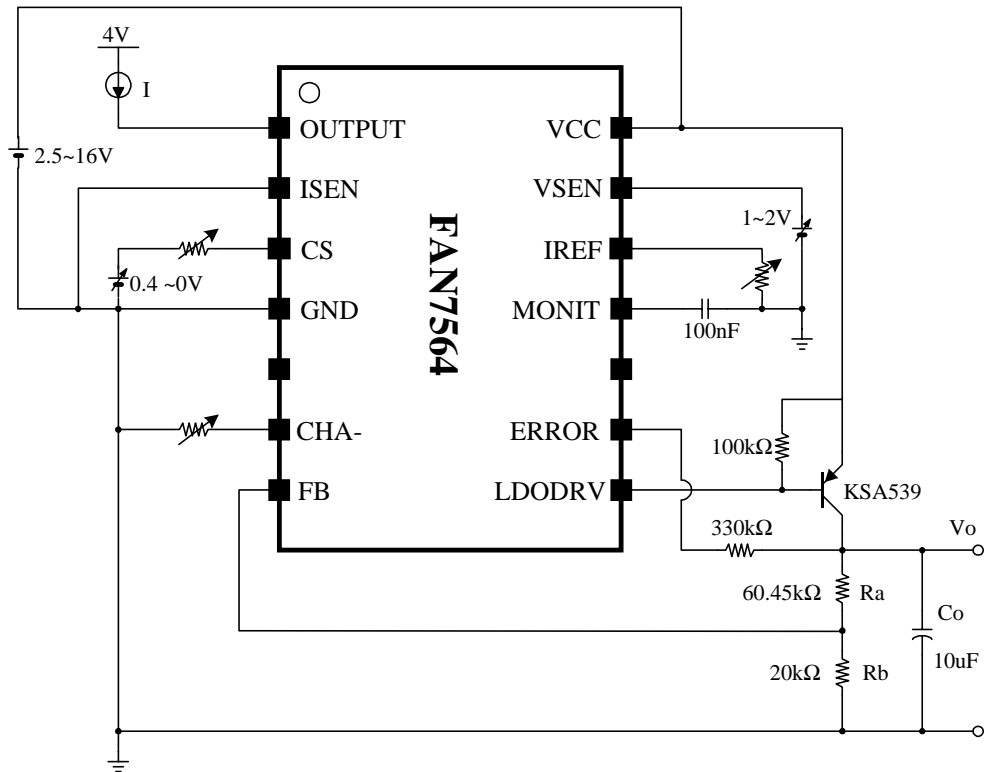 4V
I
OUTPUT
VCC
2.5~16V
ISEN
VSEN
1~2V
CS
IREF
0.4 ~0V
GND
MONIT
100nF
FAN7564
CHA-
ERROR
100kΩ
FB
LDODRV
KSA539
330kΩ
Vo
60.45kΩ
Ra
Co
10uF
20kΩ
Rb